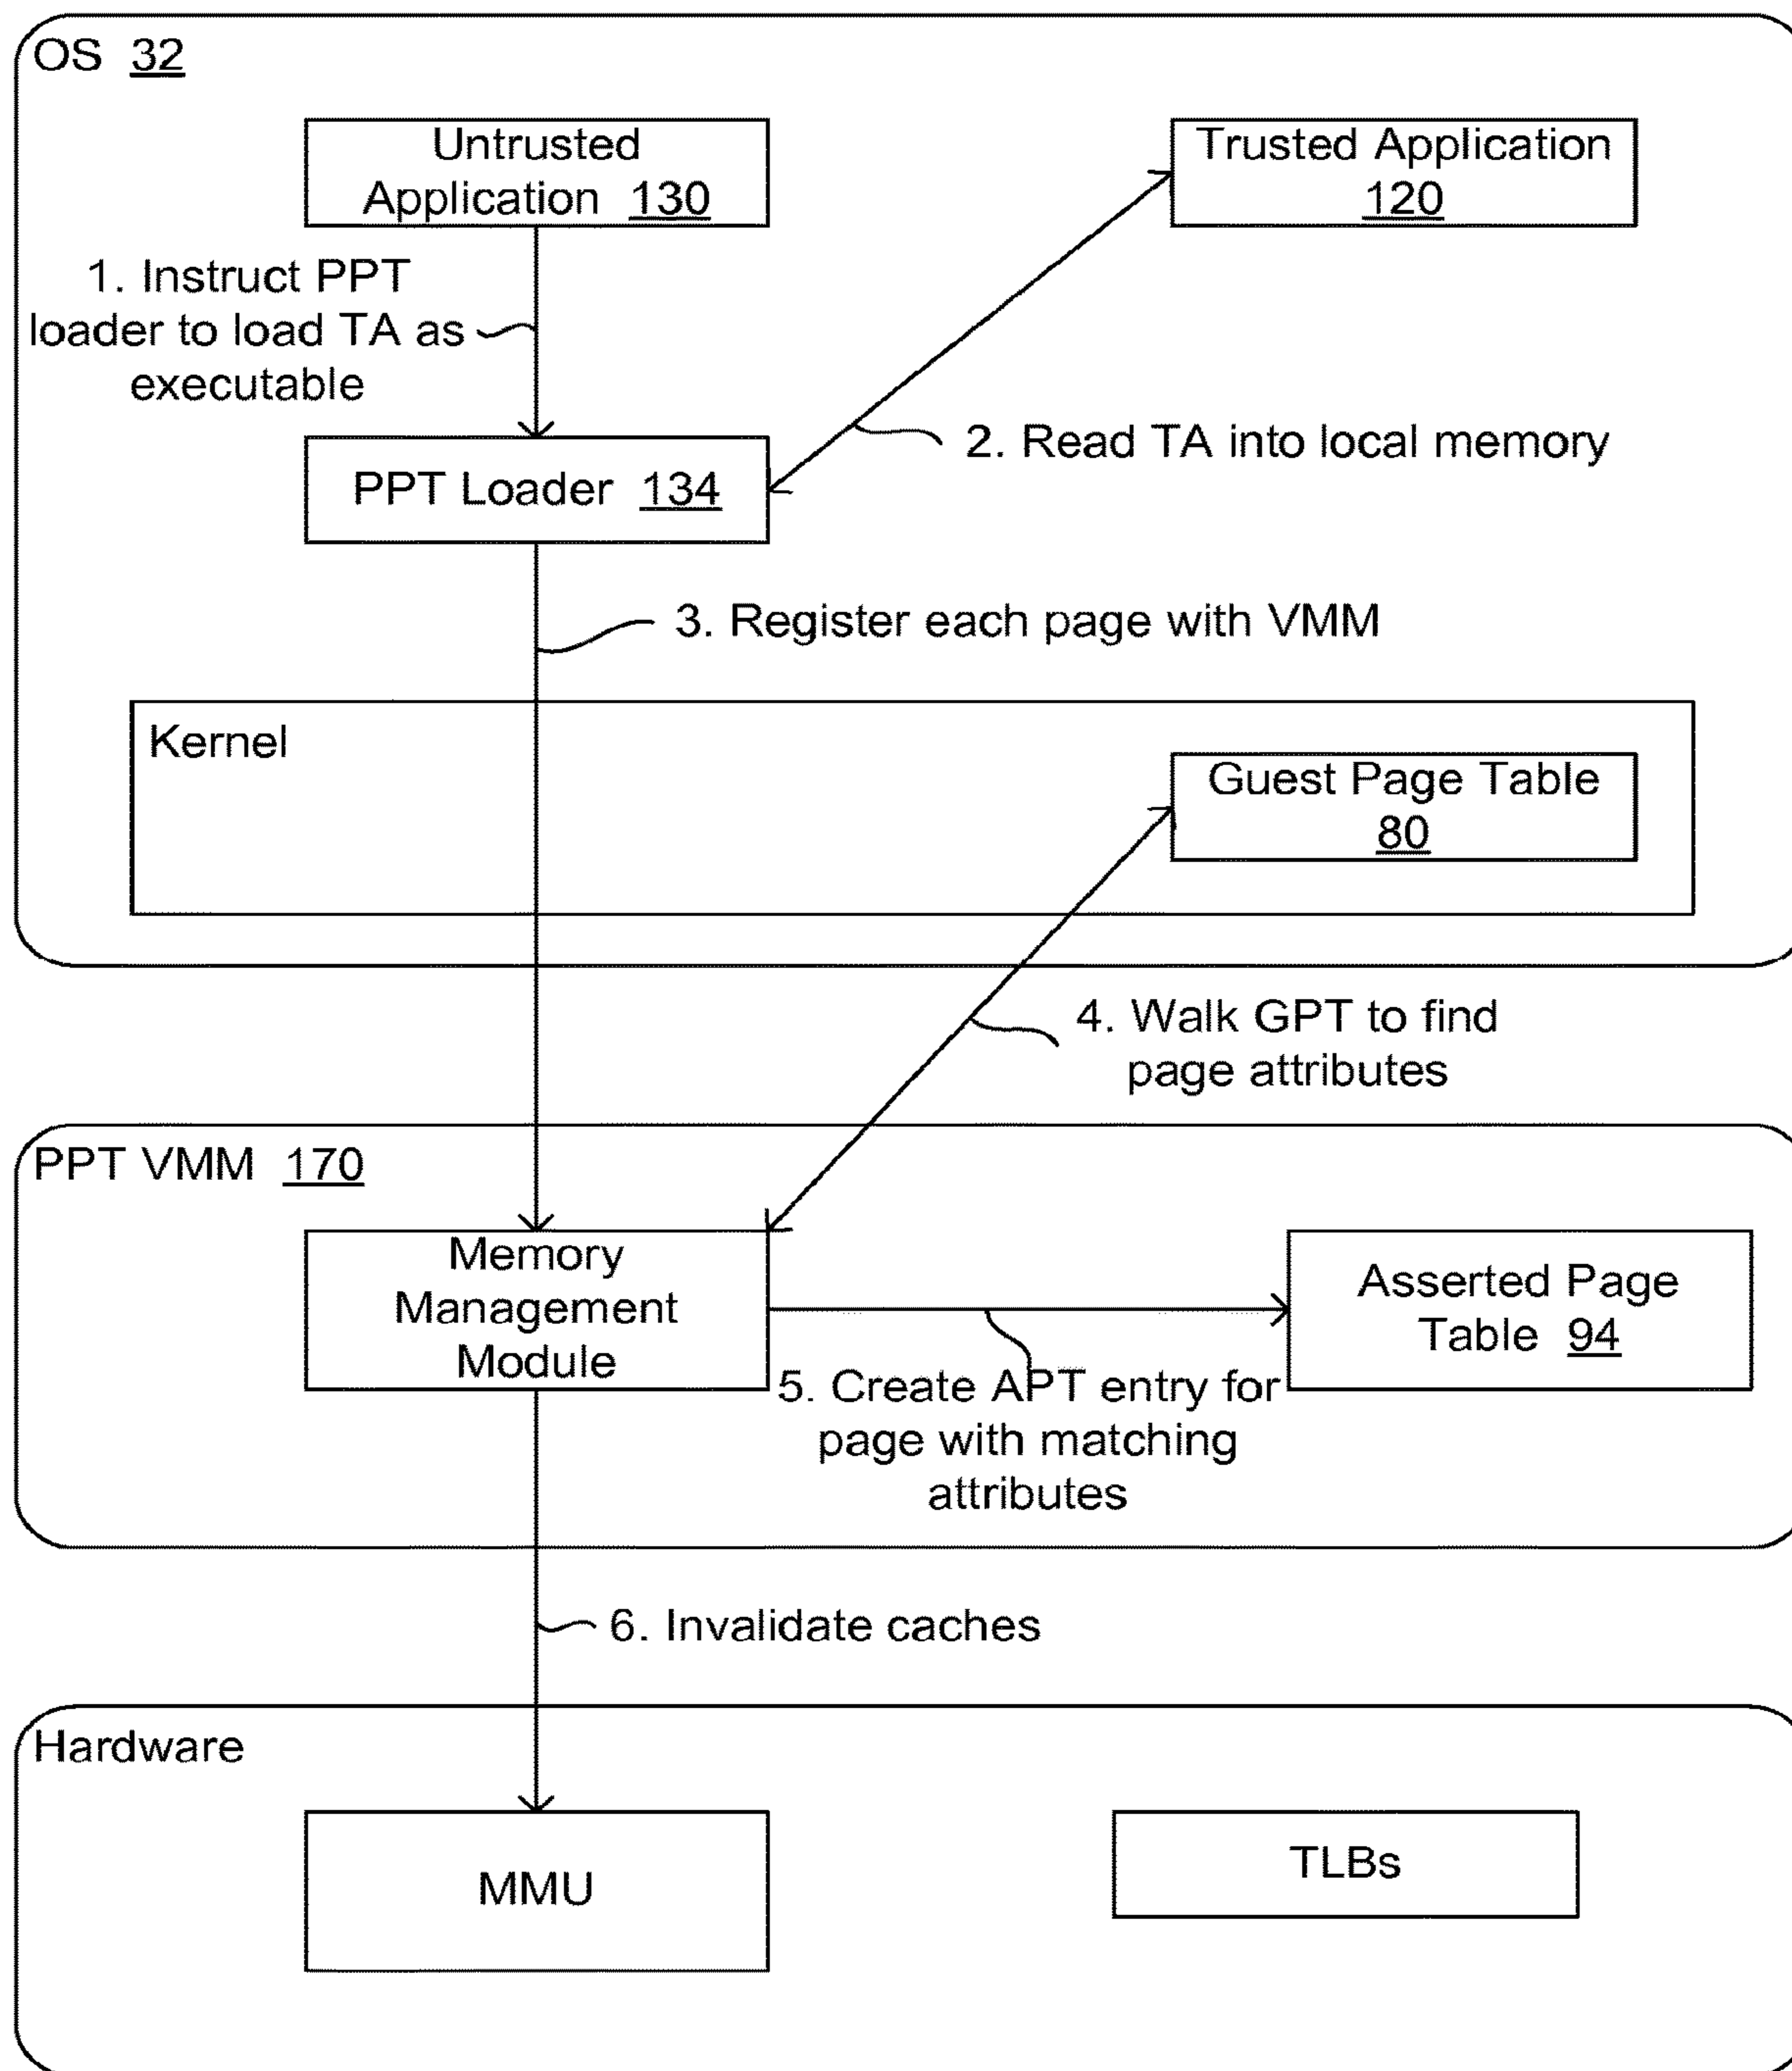 OS 32
Untrusted
Application 130
Trusted Application
120
1. Instruct PPT
loader to load TA as
executable
PPT Loader 134
2. Read TA into local memory
3. Register each page with VMM
Kernel
Guest Page Table
80
4. Walk GPT to find
page attributes
PPT VMM 170
Memory
Management
Module
Asserted Page
Table 94
5. Create APT entry for
page with matching
attributes
6. Invalidate caches
Hardware
MMU
TLBs